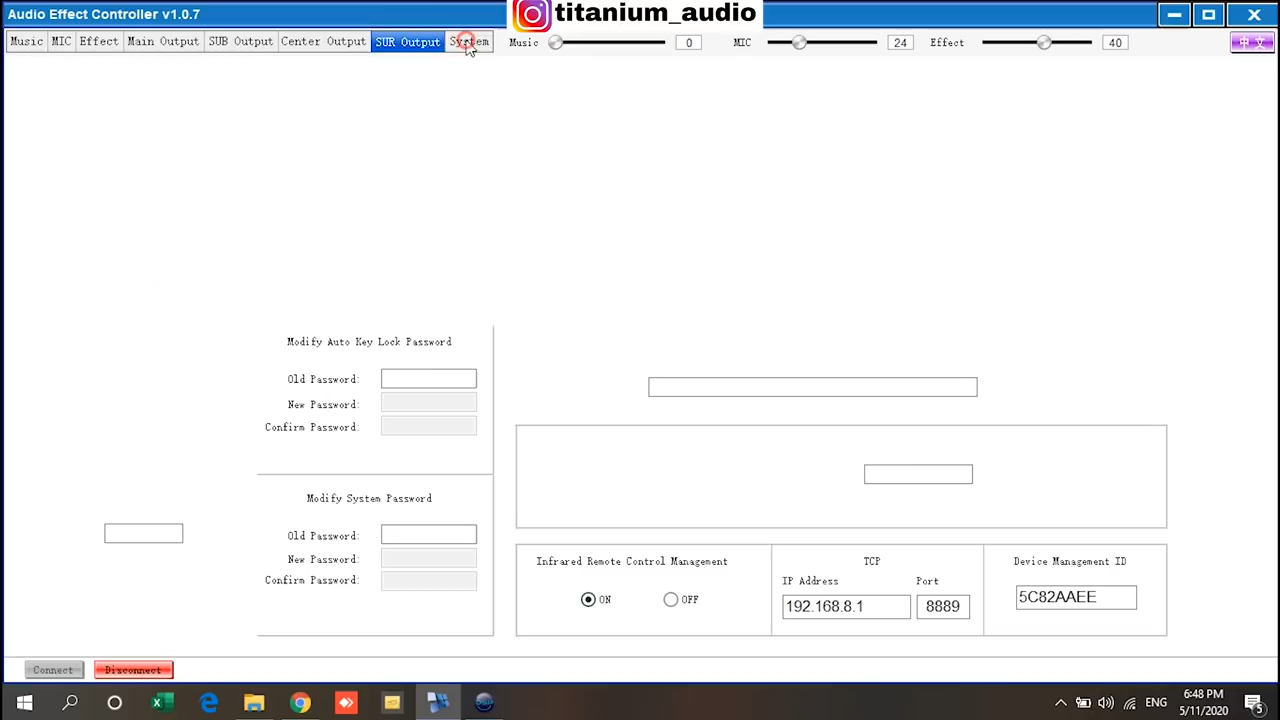 Audio Effect Controller v1.0.7
titanium_audio
Music MIC Effect Main Output SUB Output Center Output SUR Output System Music 0 MIC 24 Effect 40 中文
Modify Auto Key Lock Password
Old Password:
New Password:
Confirm Password:
Modify System Password
Old Password:
New Password:
Confirm Password:
Infrared Remote Control Management
ON OFF
TCP
IP Address Port
192.168.8.1 8889
Device Management ID
5C82AAEE
Connect Disconnect
ENG
6:48 PM
5/11/2020
5